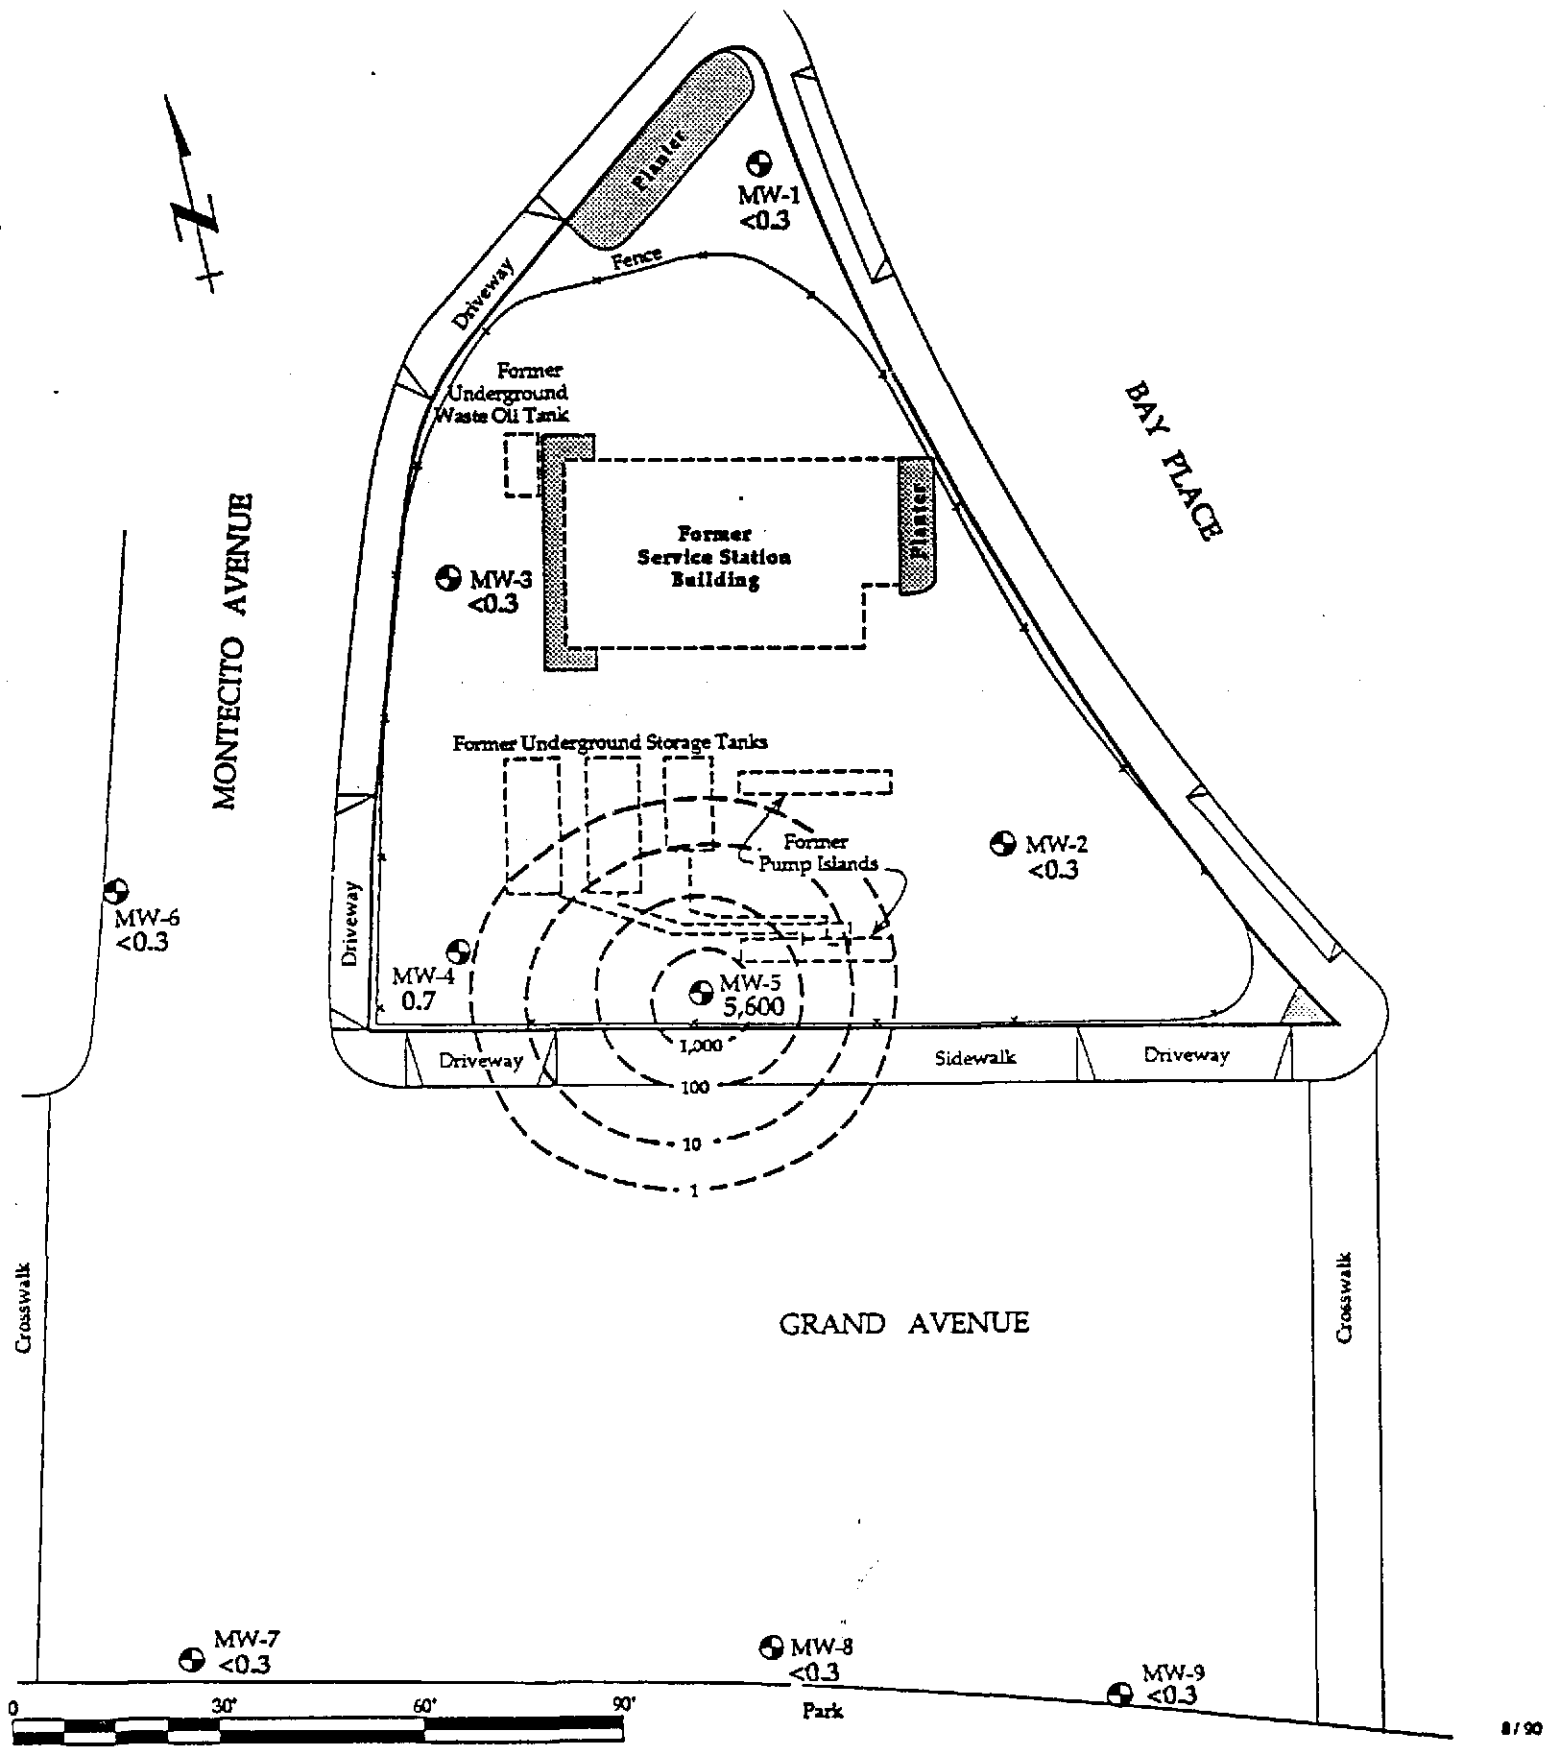 Planter
MW-1
<0.3
N
Fence
Driveway
Former
Underground
Waste Oil Tank
BAY PLACE
Former
Service Station
Building
Planter
MONTECITO AVENUE
MW-3
<0.3
Former Underground Storage Tanks
Former
Pump Islands
MW-2
<0.3
MW-6
<0.3
Driveway
MW-4
0.7
MW-5
5,600
1,000
Driveway
Sidewalk
Driveway
100
10
1
Crosswalk
GRAND AVENUE
Crosswalk
MW-7
<0.3
MW-8
<0.3
MW-9
<0.3
0 30' 60' 90'
Park
8/90